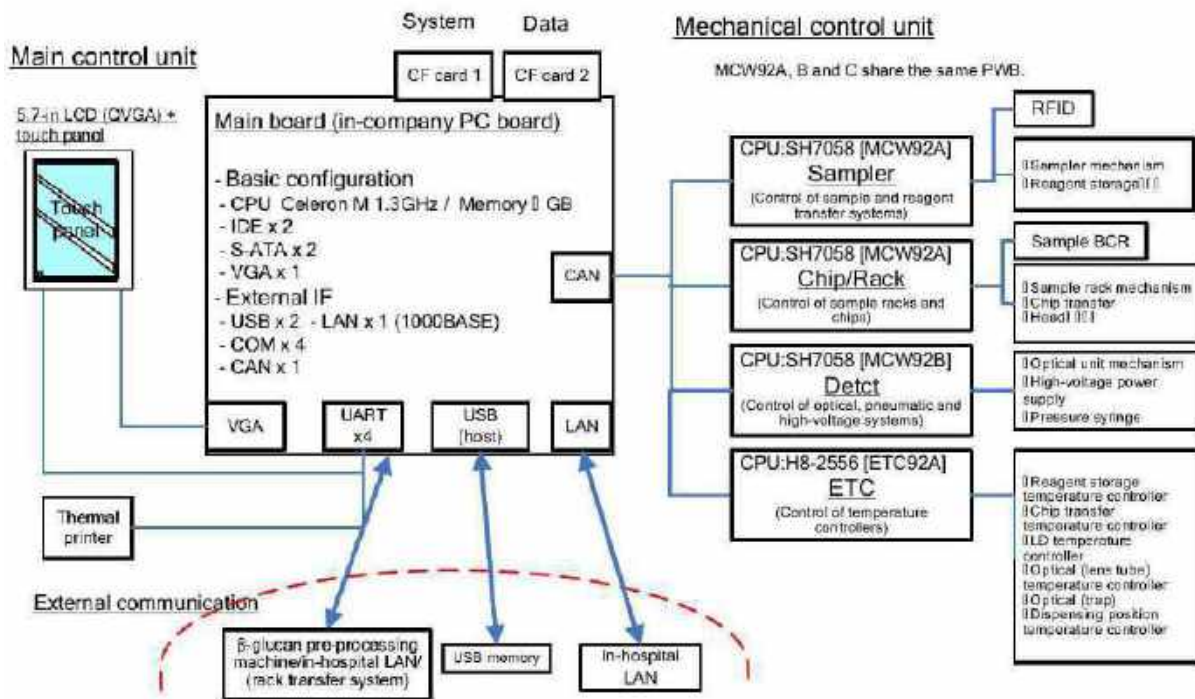 System
Data
Main control unit
Mechanical control unit
CF card 1
CF card 2
MCW92A, B and C share the same PWB.
5.7-in LCD (QVGA) +
touch panel
Touch
panel
Main board (in-company PC board)
- Basic configuration
- CPU Celeron M 1.3GHz / Memory GB
- IDE x 2
- S-ATA x 2
- VGA x 1
- External IF
- USB x 2 - LAN x 1 (1000BASE)
- COM x 4
- CAN x 1
CAN
VGA
UART
x4
USB
(host)
LAN
Thermal
printer
CPU:SH7058 [MCW92A]
Sampler
(Control of sample and reagent
transfer systems)
RFID
Sampler mechanism
Reagent storage
CPU:SH7058 [MCW92A]
Chip/Rack
(Control of sample racks and
chips)
Sample BCR
Sample rack mechanism
Chip transfer
CPU:SH7058 [MCW92B]
Detct
(Control of optical, pneumatic and
high-voltage systems)
Optical unit mechanism
High-voltage power
supply
Pressure syringe
CPU:H8-2556 [ETC92A]
ETC
(Control of temperature
controllers)
Reagent storage
temperature controller
Chip transfer
temperature controller
LD temperature
controller
Optical (lens tube)
temperature controller
Optical (trap)
Dispensing position
temperature controller
External communication
β-glucan pre-processing
machine/in-hospital LAN/
(rack transfer system)
USB memory
In-hospital
LAN